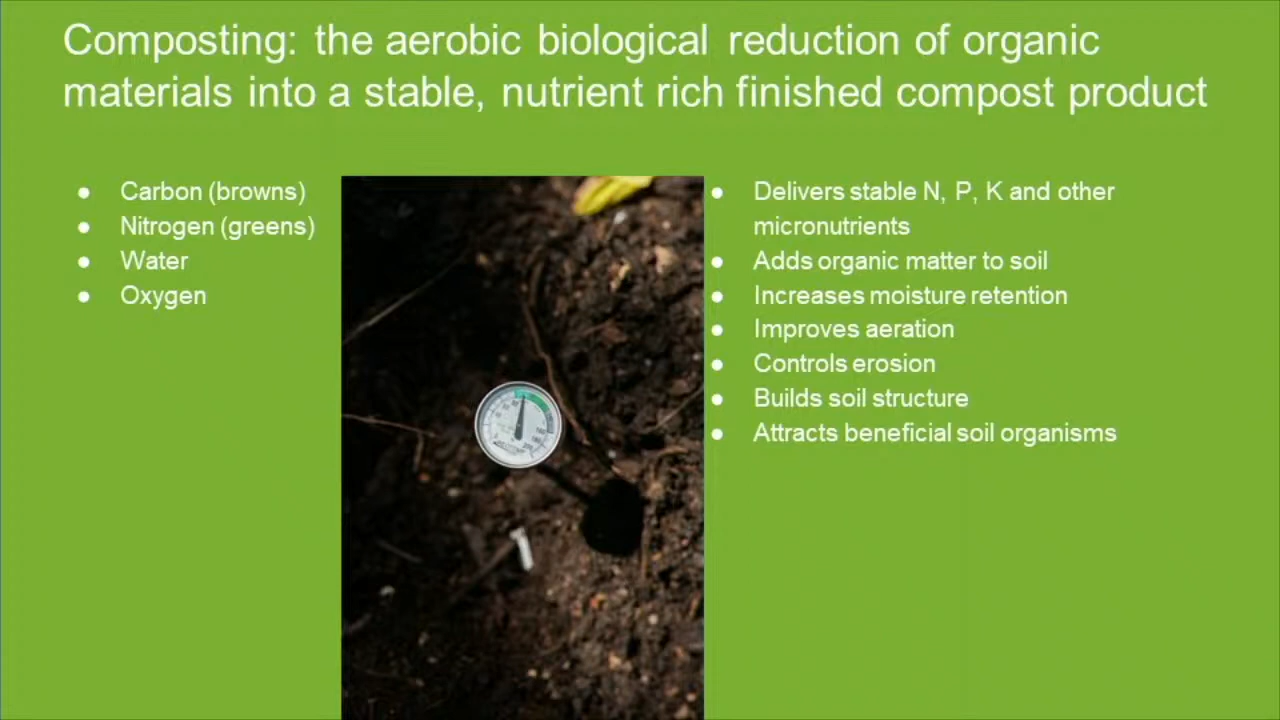 Composting: the aerobic biological reduction of organic
materials into a stable, nutrient rich finished compost product
● Carbon (browns)
● Nitrogen (greens)
● Water
● Oxygen
● Delivers stable N, P, K and other
micronutrients
● Adds organic matter to soil
● Increases moisture retention
● Improves aeration
● Controls erosion
● Builds soil structure
● Attracts beneficial soil organisms